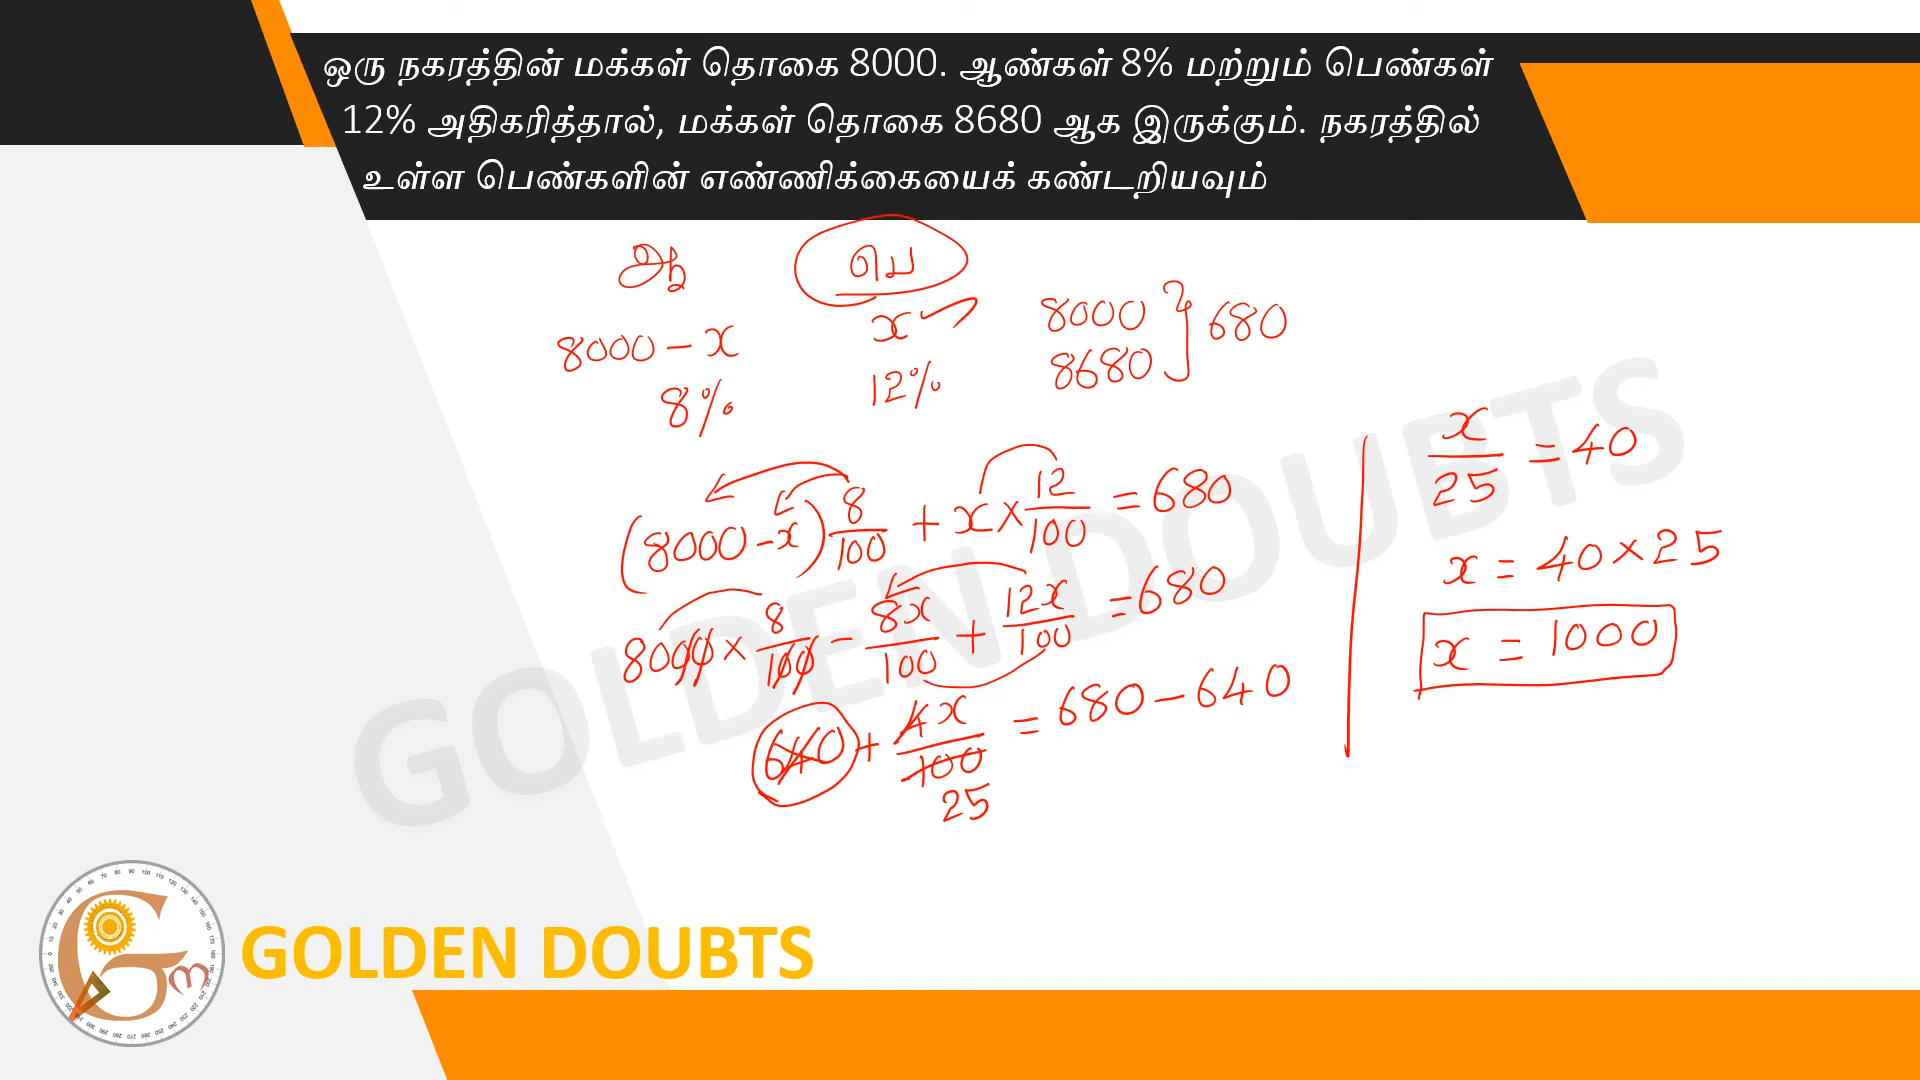 ஒரு நகரத்தின் மக்கள் தொகை 8000. ஆண்கள் 8% மற்றும் பெண்கள்
12% அதிகரித்தால், மக்கள் தொகை 8680 ஆக இருக்கும். நகரத்தில்
உள்ள பெண்களின் எண்ணிக்கையைக் கண்டறியவும்
ஆ பெ
8000 - x x 8000 } 680
8% 12% 8680
(8000 - x) 8/100 + x × 12/100 = 680
8000 × 8/100 - 8x/100 + 12x/100 = 680
640 + 4x/100 = 680 - 640
25
x/25 = 40
x = 40 × 25
x = 1000
GOLDEN DOUBTS
GOLDEN DOUBTS